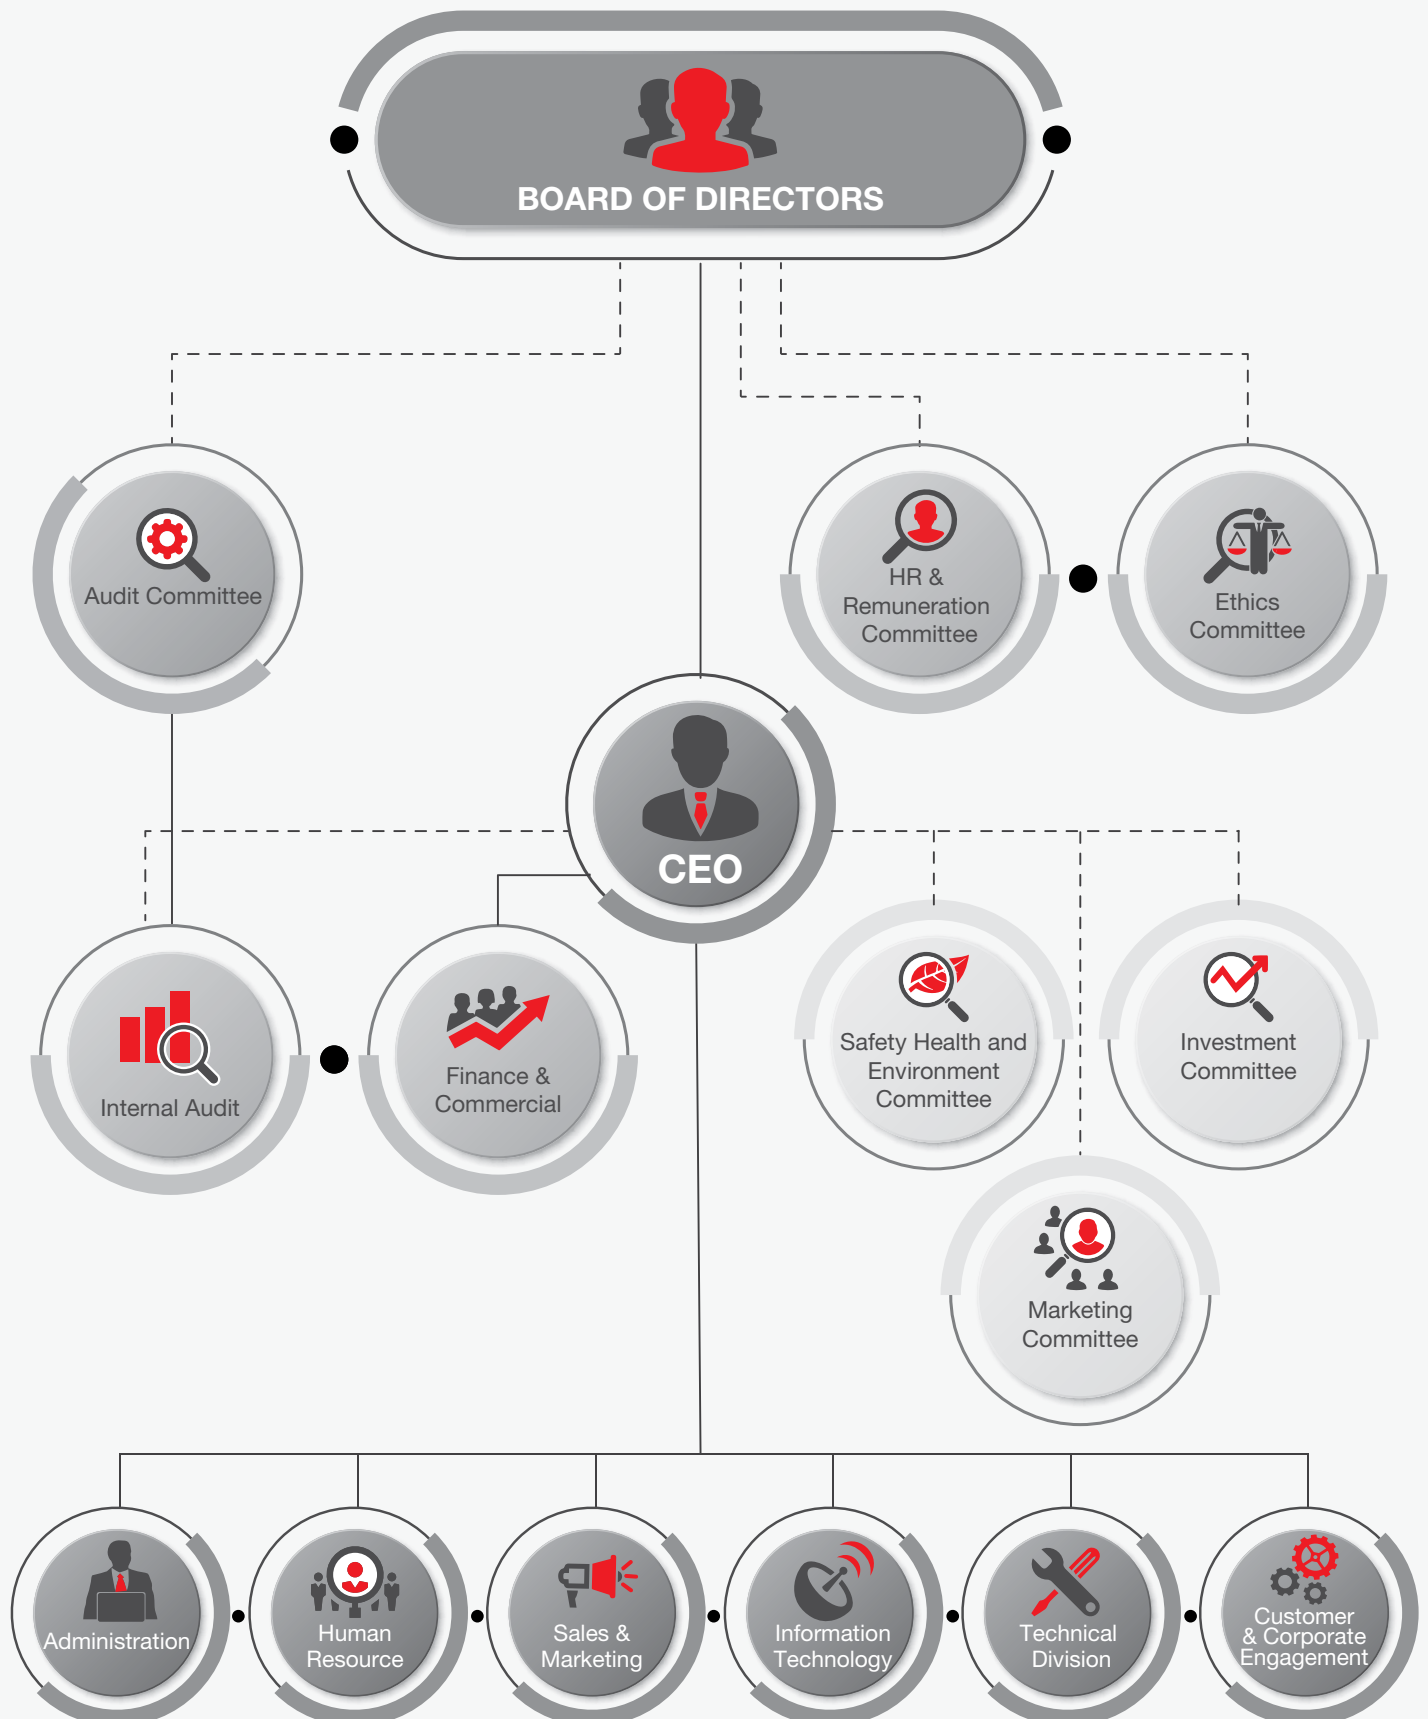 BOARD OF DIRECTORS
Audit Committee
HR &
Remuneration
Committee
Ethics
Committee
CEO
Internal Audit
Finance &
Commercial
Safety Health and
Environment
Committee
Investment
Committee
Marketing
Committee
Administration
Human
Resource
Sales &
Marketing
Information
Technology
Technical
Division
Customer
& Corporate
Engagement